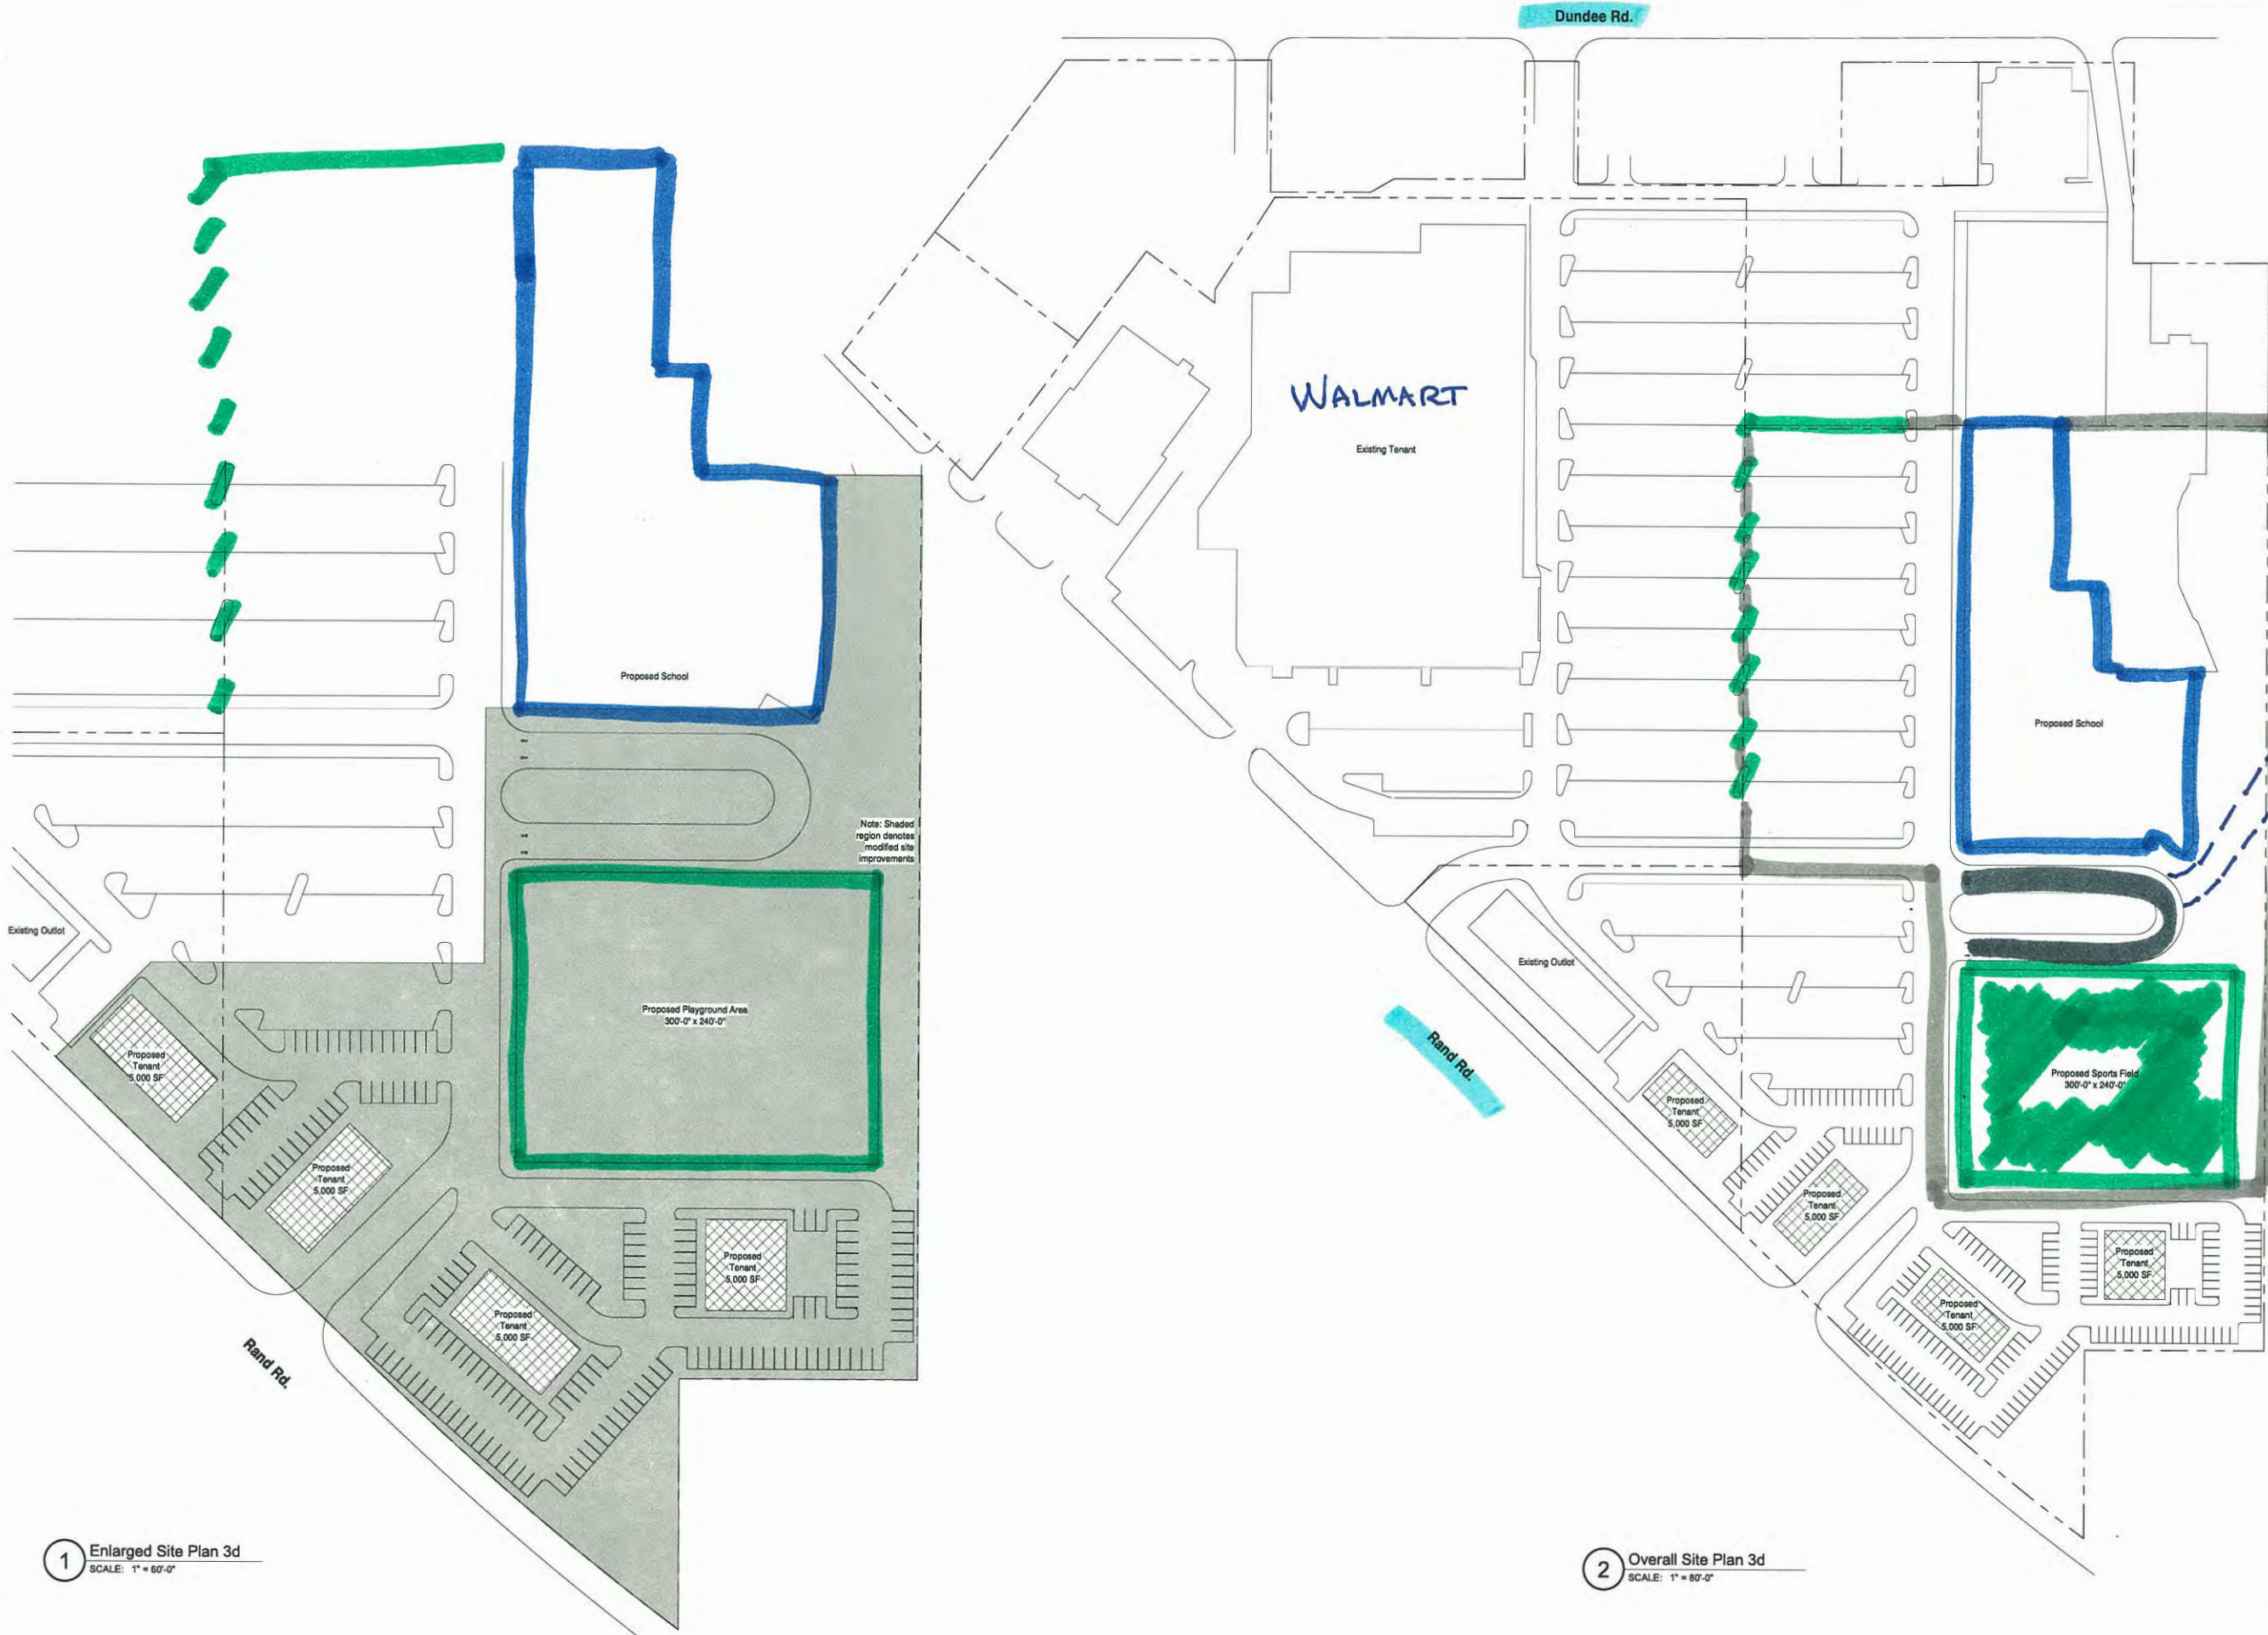 Dundee Rd.
WALMART
Existing Tenant
Proposed School
Note: Shaded
region denotes
modified site
improvements
Existing Outlot
Proposed Playground Area
300'-0" x 240'-0"
Proposed
Tenant
5,000 SF
Proposed
Tenant
5,000 SF
Proposed
Tenant
5,000 SF
Proposed
Tenant
5,000 SF
Rand Rd.
1
Enlarged Site Plan 3d
SCALE: 1" = 60'-0"
Proposed School
Existing Outlot
Rand Rd.
Proposed Sports Field
300'-0" x 240'-0"
Proposed
Tenant
5,000 SF
Proposed
Tenant
5,000 SF
Proposed
Tenant
5,000 SF
Proposed
Tenant
5,000 SF
2
Overall Site Plan 3d
SCALE: 1" = 80'-0"